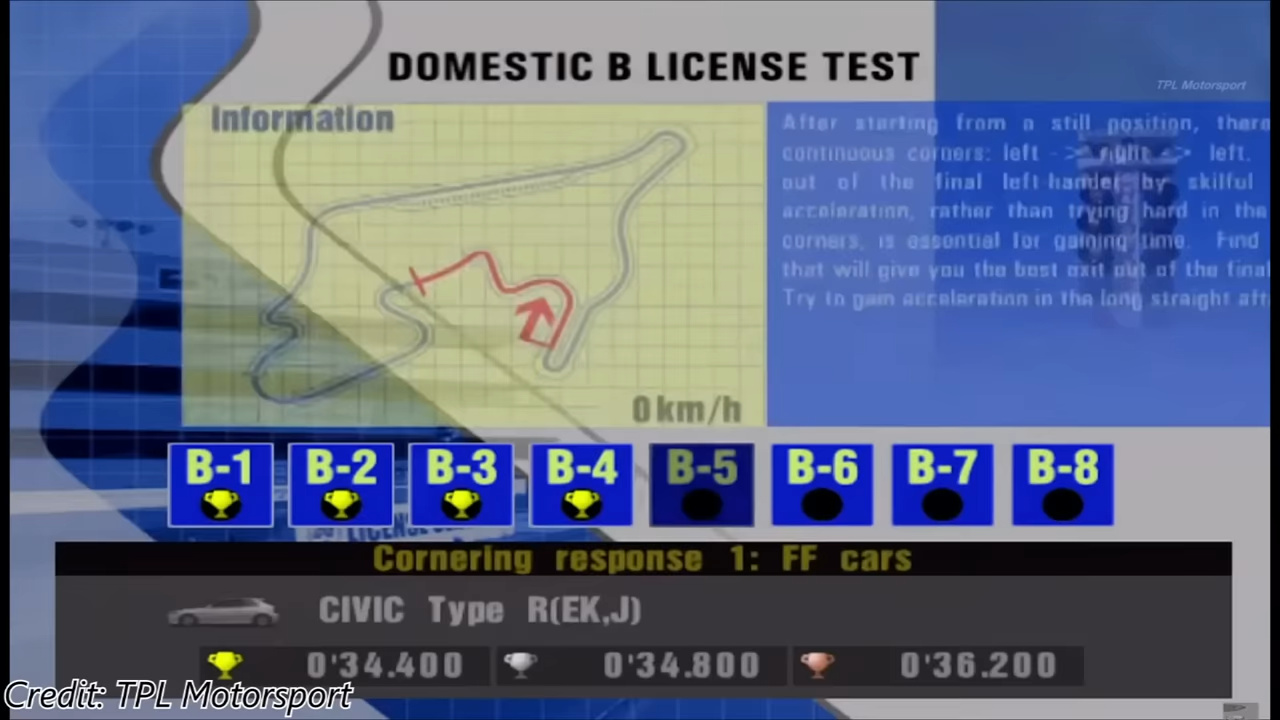 DOMESTIC B LICENSE TEST
TPL Motorsport
Information
After starting from a still position, there
continuous corners: left -> right -> left.
out of the final left-hander by skilful
acceleration, rather than trying hard in the
corners, is essential for gaining time. Find
that will give you the best exit out of the final
Try to gain acceleration in the long straight aft
0km/h
B-1 B-2 B-3 B-4 B-5 B-6 B-7 B-8
Cornering response 1: FF cars
CIVIC Type R(EK,J)
0'34.400 0'34.800 0'36.200
Credit: TPL Motorsport